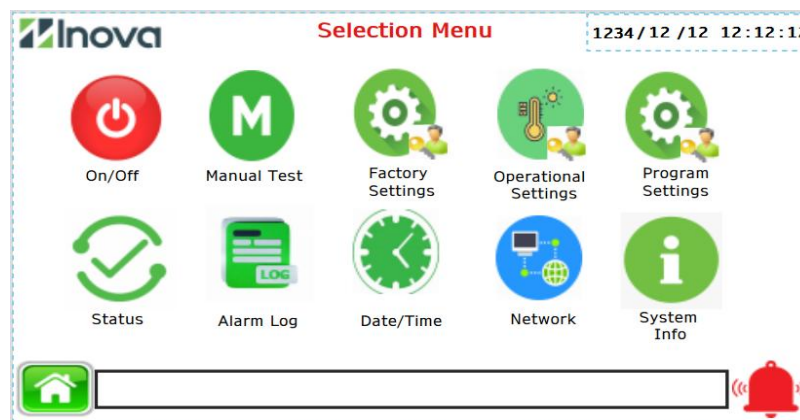 Inova
Selection Menu
1234/12/12 12:12:12
On/Off
Manual Test
Factory
Settings
Operational
Settings
Program
Settings
M
LOG
i
Status
Alarm Log
Date/Time
Network
System
Info